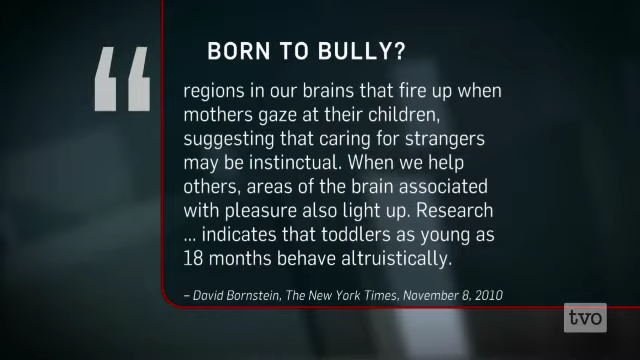 BORN TO BULLY?
regions in our brains that fire up when
mothers gaze at their children,
suggesting that caring for strangers
may be instinctual. When we help
others, areas of the brain associated
with pleasure also light up. Research
... indicates that toddlers as young as
18 months behave altruistically.
– David Bornstein, The New York Times, November 8, 2010
tvo